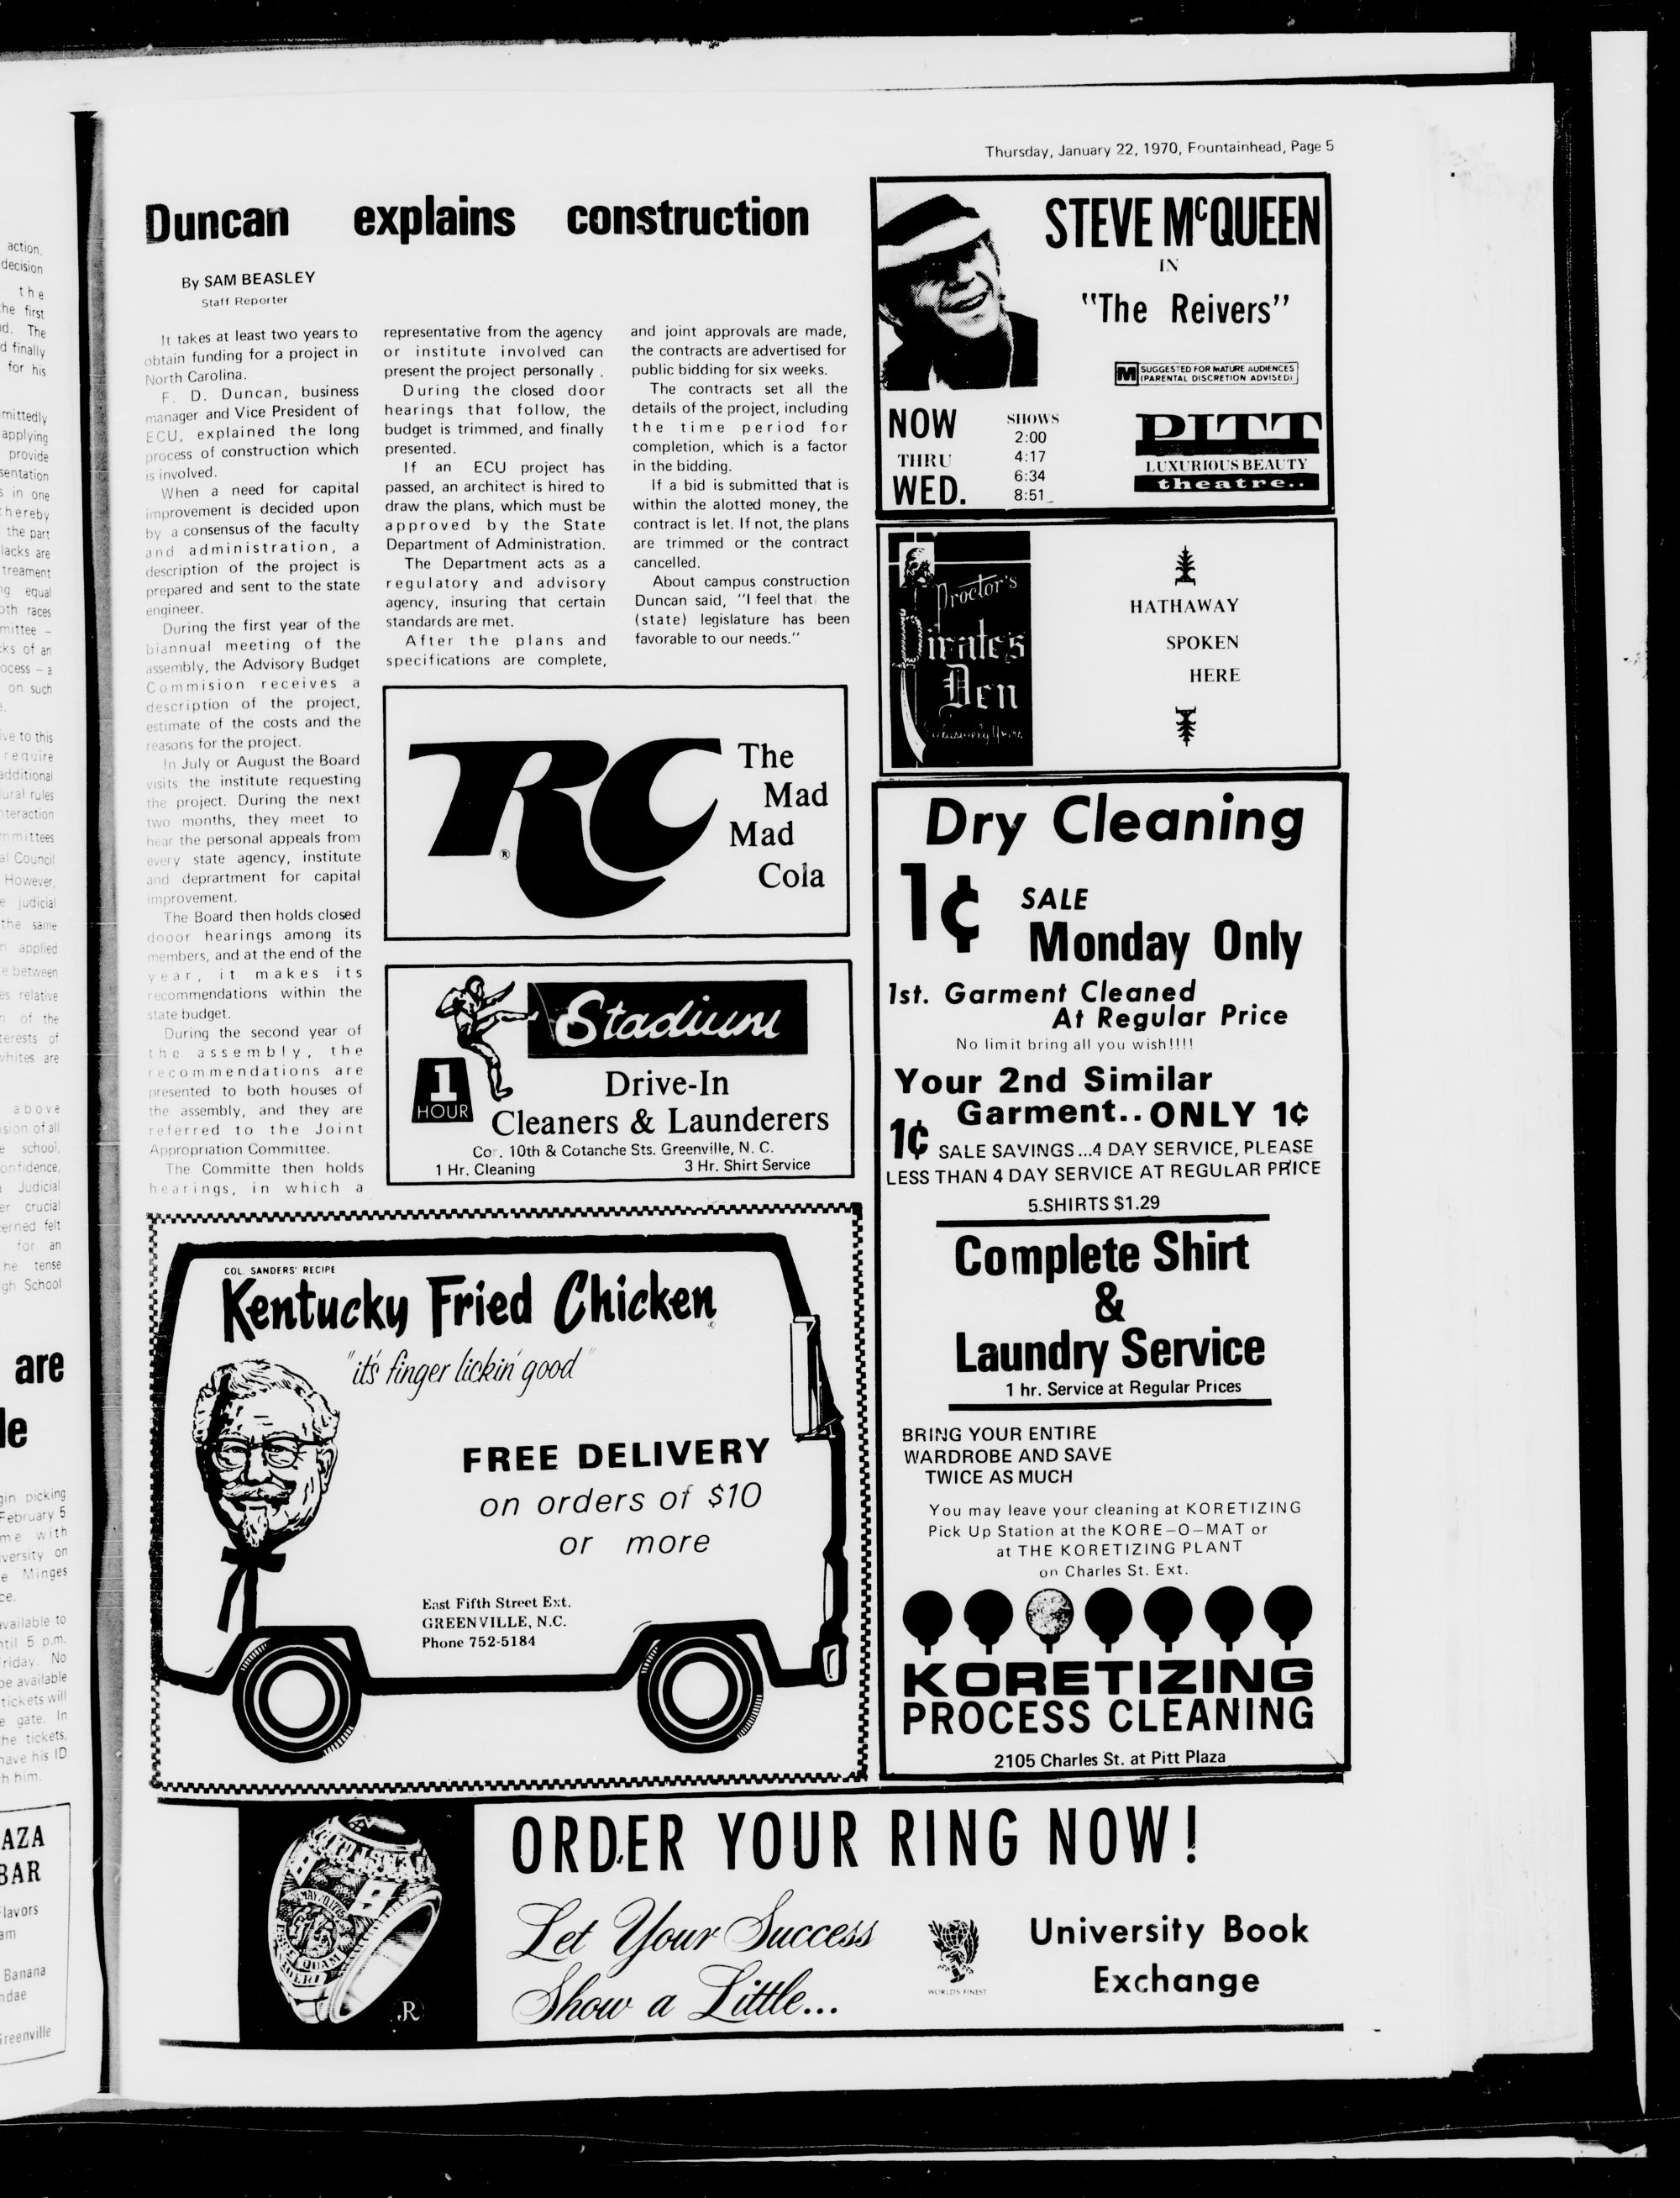 Thursday, January 22, 1970, Fountainhead, Page 5
Duncan explains construction
By SAM BEASLEY
Staff Reporter
It takes at least two years to
obtain funding for a project in
North Carolina.
F. D. Duncan, business
manager and Vice President of
ECU, explained the long
process of construction which
is involved.
When a need for capital
improvement is decided upon
by a consensus of the faculty
and administration, a
description of the project is
prepared and sent to the state
engineer.
During the first year of the
biannual meeting of the
assembly, the Advisory Budget
Commision receives a
description of the project,
estimate of the costs and the
reasons for the project.
In July or August the Board
visits the institute requesting
the project. During the next
two months, they meet to
hear the personal appeals from
every state agency, institute
and deprartment for capital
improvement.
The Board then holds closed
dooor hearings among its
members, and at the end of the
year, it makes its
recommendations within the
state budget.
During the second year of
the assembly, the
recommendations are
presented to both houses of
the assembly, and they are
referred to the Joint
Appropriation Committee.
The Committe then holds
hearings, in which a
representative from the agency
or institute involved can
present the project personally .
During the closed door
hearings that follow, the
budget is trimmed, and finally
presented.
If an ECU project has
passed, an architect is hired to
draw the plans, which must be
approved by the State
Department of Administration.
The Department acts as a
regulatory and advisory
agency, insuring that certain
standards are met.
After the plans and
specifications are complete,
and joint approvals are made,
the contracts are advertised for
public bidding for six weeks.
The contracts set all the
details of the project, including
the time period for
completion, which is a factor
in the bidding.
If a bid is submitted that is
within the alotted money, the
contract is let. If not, the plans
are trimmed or the contract
cancelled.
About campus construction
Duncan said, "I feel that the
(state) legislature has been
favorable to our needs."
STEVE McQUEEN
IN
"The Reivers"
M SUGGESTED FOR MATURE AUDIENCES
(PARENTAL DISCRETION ADVISED)
NOW
THRU
WED.
SHOWS
2:00
4:17
6:34
8:51
PITT
LUXURIOUS BEAUTY
theatre..
Proctor's
Pirate's
Den
HATHAWAY
SPOKEN
HERE
RC
®
The
Mad
Mad
Cola
Stadium
1
HOUR
Drive-In
Cleaners & Launderers
Cor. 10th & Cotanche Sts. Greenville, N. C.
1 Hr. Cleaning 3 Hr. Shirt Service
Dry Cleaning
1¢ SALE
Monday Only
1st. Garment Cleaned
At Regular Price
No limit bring all you wish!!!!
Your 2nd Similar
Garment.. ONLY 1¢
1¢ SALE SAVINGS...4 DAY SERVICE, PLEASE
LESS THAN 4 DAY SERVICE AT REGULAR PRICE
5 SHIRTS $1.29
Complete Shirt
&
Laundry Service
1 hr. Service at Regular Prices
BRING YOUR ENTIRE
WARDROBE AND SAVE
TWICE AS MUCH
You may leave your cleaning at KORETIZING
Pick Up Station at the KORE-O-MAT or
at THE KORETIZING PLANT
on Charles St. Ext.
KORETIZING
PROCESS CLEANING
2105 Charles St. at Pitt Plaza
COL. SANDERS' RECIPE
Kentucky Fried Chicken
"it's finger lickin' good"
FREE DELIVERY
on orders of $10
or more
East Fifth Street Ext.
GREENVILLE, N.C.
Phone 752-5184
ORDER YOUR RING NOW!
Let Your Success
Show a Little...
WORLD'S FINEST
University Book
Exchange
R